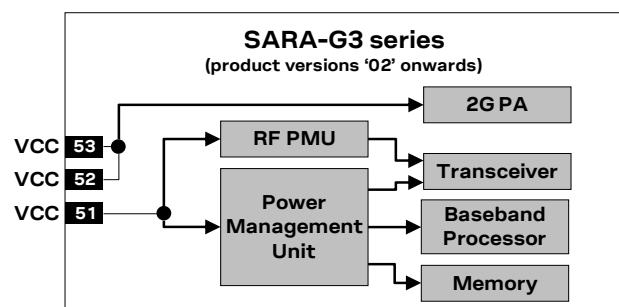 SARA-G3 series
(product versions ‘02’ onwards)
2G PA
VCC 53
RF PMU
VCC 52
Transceiver
VCC 51
Power
Management
Unit
Baseband
Processor
Memory